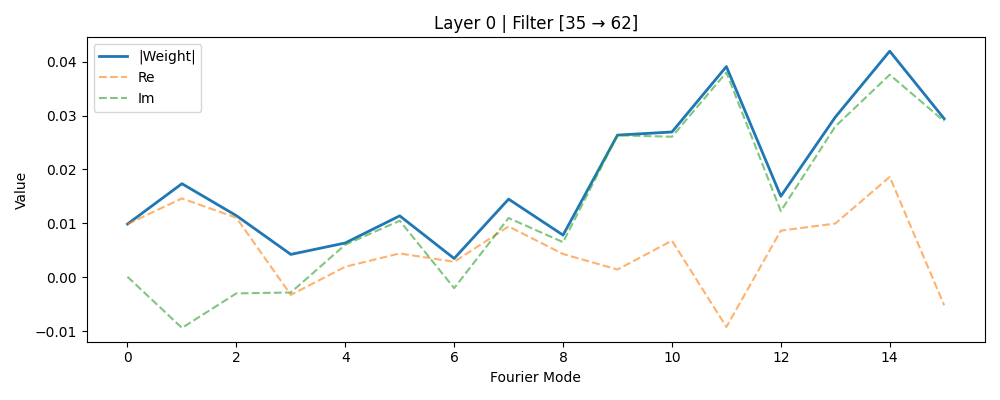 Layer 0 | Filter [35 → 62]
|Weight|
Re
Im
Value
0.04
0.03
0.02
0.01
0.00
−0.01
0 2 4 6 8 10 12 14
Fourier Mode